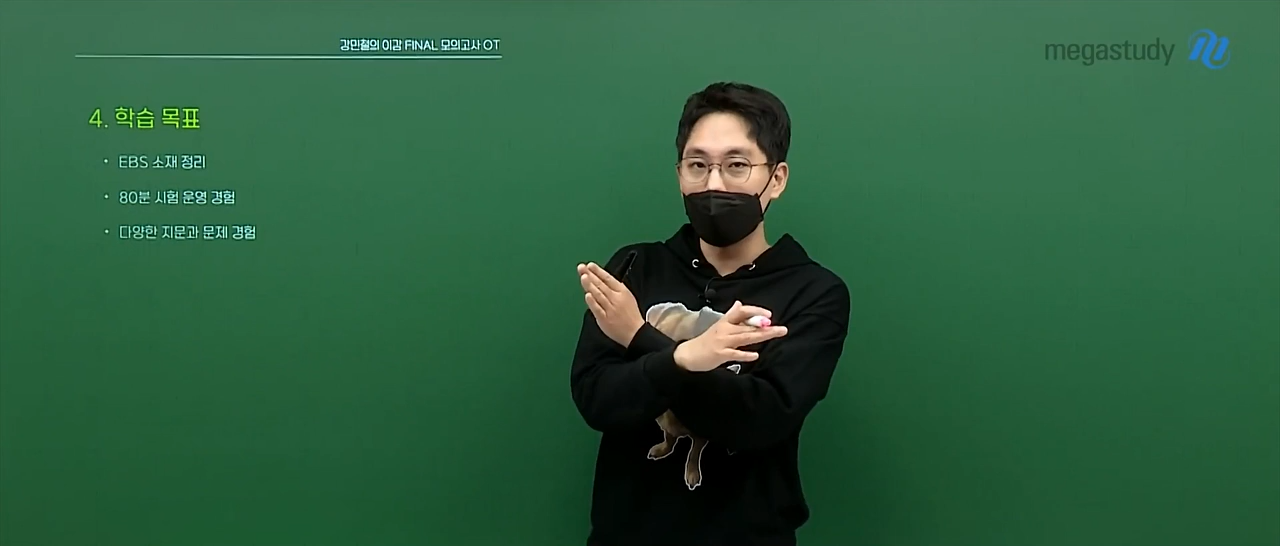 강민철의 이감 FINAL 모의고사 OT
megastudy
4. 학습 목표
• EBS 소재 정리
• 80분 시험 운영 경험
• 다양한 지문과 문제 경험